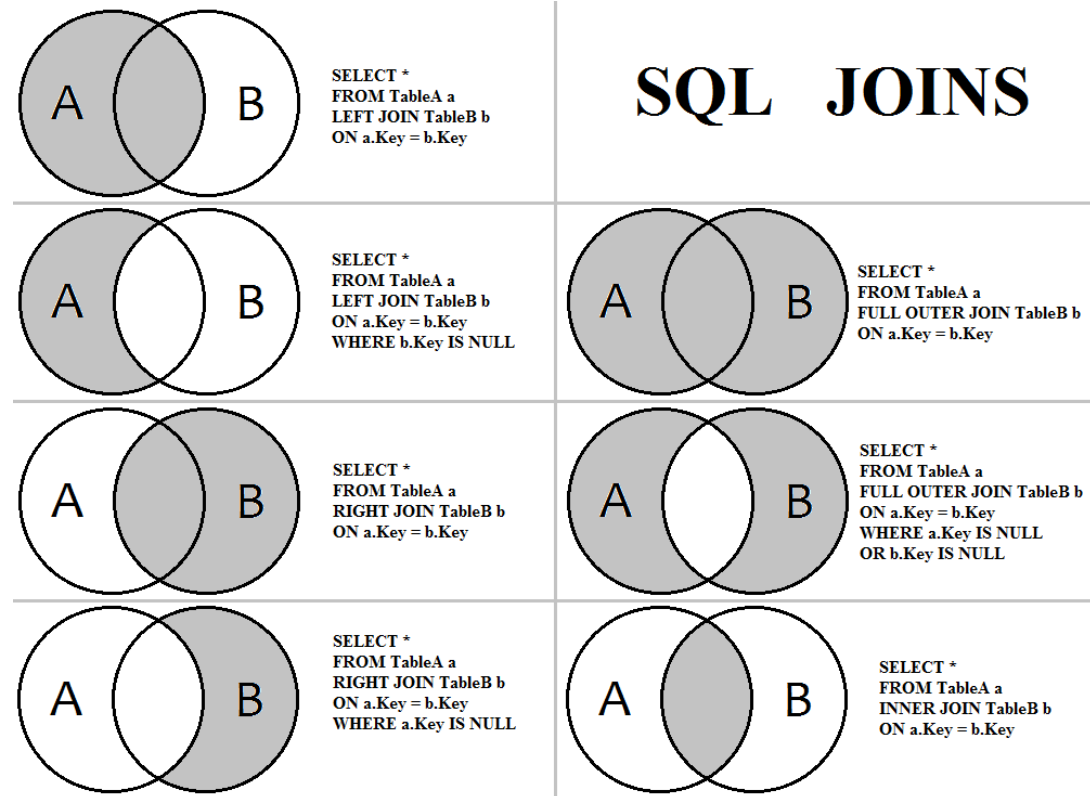 A
B
SELECT *
FROM TableA a
LEFT JOIN TableB b
ON a.Key = b.Key
SQL JOINS
A
B
SELECT *
FROM TableA a
LEFT JOIN TableB b
ON a.Key = b.Key
WHERE b.Key IS NULL
A
B
SELECT *
FROM TableA a
FULL OUTER JOIN TableB b
ON a.Key = b.Key
A
B
SELECT *
FROM TableA a
RIGHT JOIN TableB b
ON a.Key = b.Key
A
B
SELECT *
FROM TableA a
FULL OUTER JOIN TableB b
ON a.Key = b.Key
WHERE a.Key IS NULL
OR b.Key IS NULL
A
B
SELECT *
FROM TableA a
RIGHT JOIN TableB b
ON a.Key = b.Key
WHERE a.Key IS NULL
A
B
SELECT *
FROM TableA a
INNER JOIN TableB b
ON a.Key = b.Key